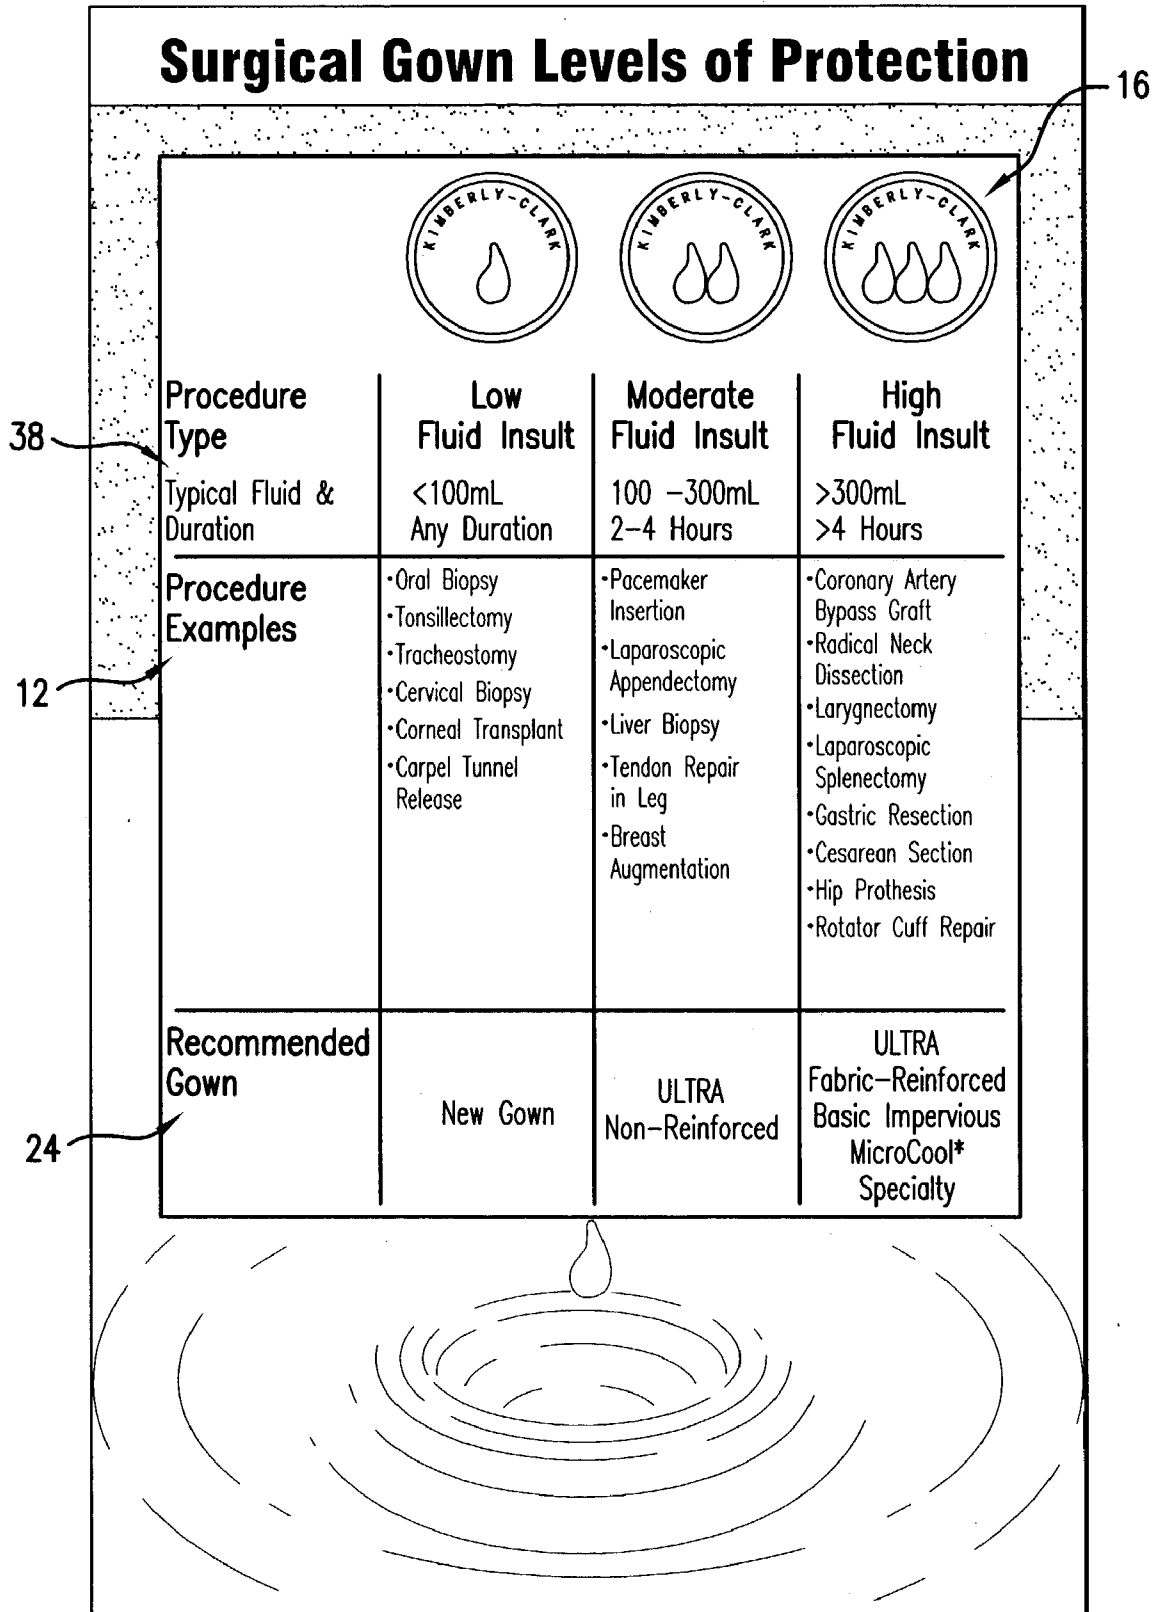 Surgical Gown Levels of Protection
16
KIMBERLY-CLARK
KIMBERLY-CLARK
KIMBERLY-CLARK
Procedure
Type
Low
Fluid Insult
Moderate
Fluid Insult
High
Fluid Insult
38
Typical Fluid &
Duration
<100mL
Any Duration
100 -300mL
2-4 Hours
>300mL
>4 Hours
Procedure
Examples
12
·Oral Biopsy
·Tonsillectomy
·Tracheostomy
·Cervical Biopsy
·Corneal Transplant
·Carpel Tunnel
Release
·Pacemaker
Insertion
·Laparoscopic
Appendectomy
·Liver Biopsy
·Tendon Repair
in Leg
·Breast
Augmentation
·Coronary Artery
Bypass Graft
·Radical Neck
Dissection
·Larygnectomy
·Laparoscopic
Splenectomy
·Gastric Resection
·Cesarean Section
·Hip Prothesis
·Rotator Cuff Repair
Recommended
Gown
24
New Gown
ULTRA
Non-Reinforced
ULTRA
Fabric-Reinforced
Basic Impervious
MicroCool*
Specialty